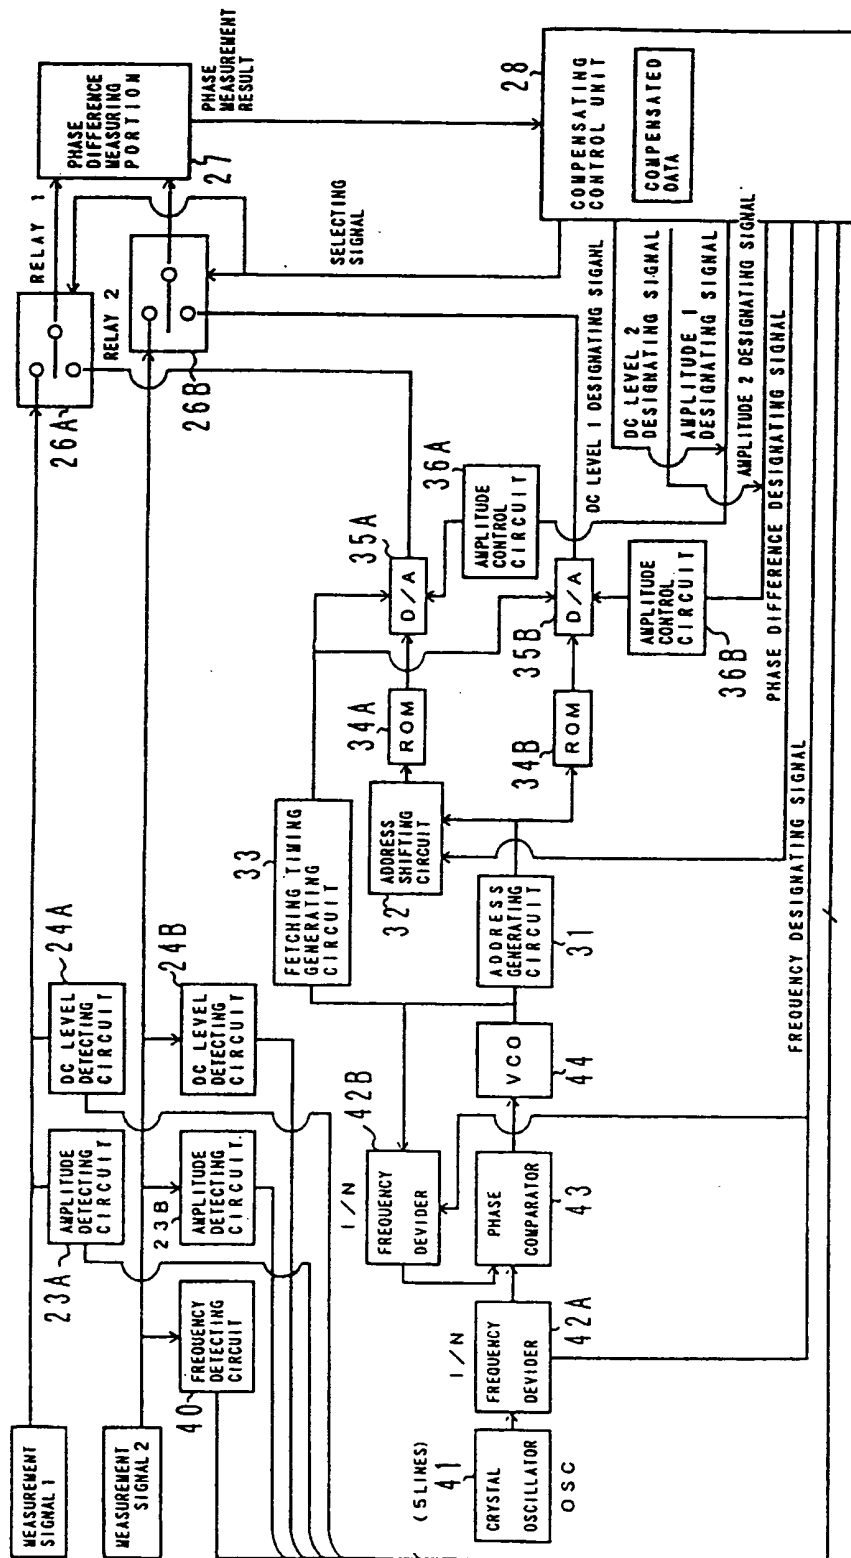 MEASUREMENT
SIGNAL 1
MEASUREMENT
SIGNAL 2
23A
AMPLITUDE
DETECTING
CIRCUIT
24A
DC LEVEL
DETECTING
CIRCUIT
26A
RELAY 1
PHASE
DIFFERENCE
MEASURING
PORTION
27
PHASE
MEASUREMENT
RESULT
40
FREQUENCY
DETECTING
CIRCUIT
23B
AMPLITUDE
DETECTING
CIRCUIT
24B
DC LEVEL
DETECTING
CIRCUIT
RELAY 2
26B
SELECTING
SIGNAL
33
FETCHING TIMING
GENERATING
CIRCUIT
32
ADDRESS
SHIFTING
CIRCUIT
34A
ROM
35A
D/A
36A
AMPLITUDE
CONTROL
CIRCUIT
(5 LINES)
41
CRYSTAL
OSCILLATOR
OSC
1/N
FREQUENCY
DEVIDER
42A
1/N
FREQUENCY
DEVIDER
42B
PHASE
COMPARATOR
43
VCO
44
ADDRESS
GENERATING
CIRCUIT
31
34B
ROM
35B
D/A
AMPLITUDE
CONTROL
CIRCUIT
36B
28
COMPENSATING
CONTROL UNIT
COMPENSATED
DATA
DC LEVEL 1 DESIGNATING SIGANL
DC LEVEL 2
DESIGNATING SIGNAL
AMPLITUDE 1
DESIGNATING SIGNAL
AMPLITUDE 2 DESIGNATING SIGNAL
PHASE DIFFERENCE DESIGNATING SIGNAL
FREQUENCY DESIGNATING SIGNAL